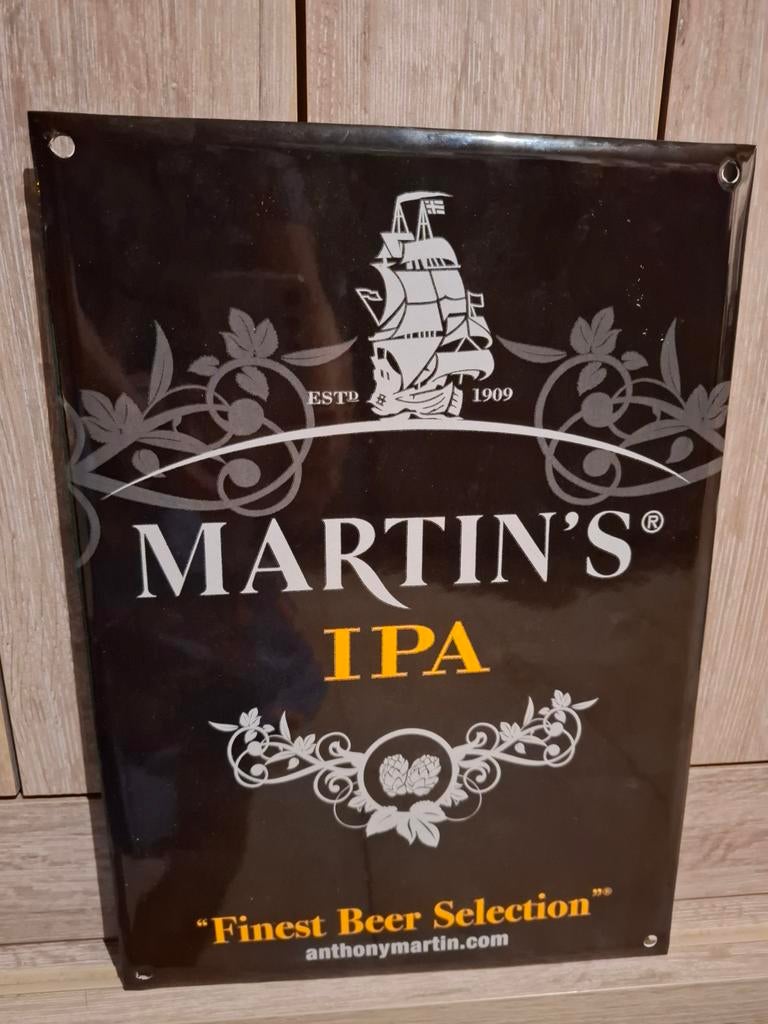 ESTD 1909
MARTIN'S®
IPA
"Finest Beer Selection"®
anthonymartin.com